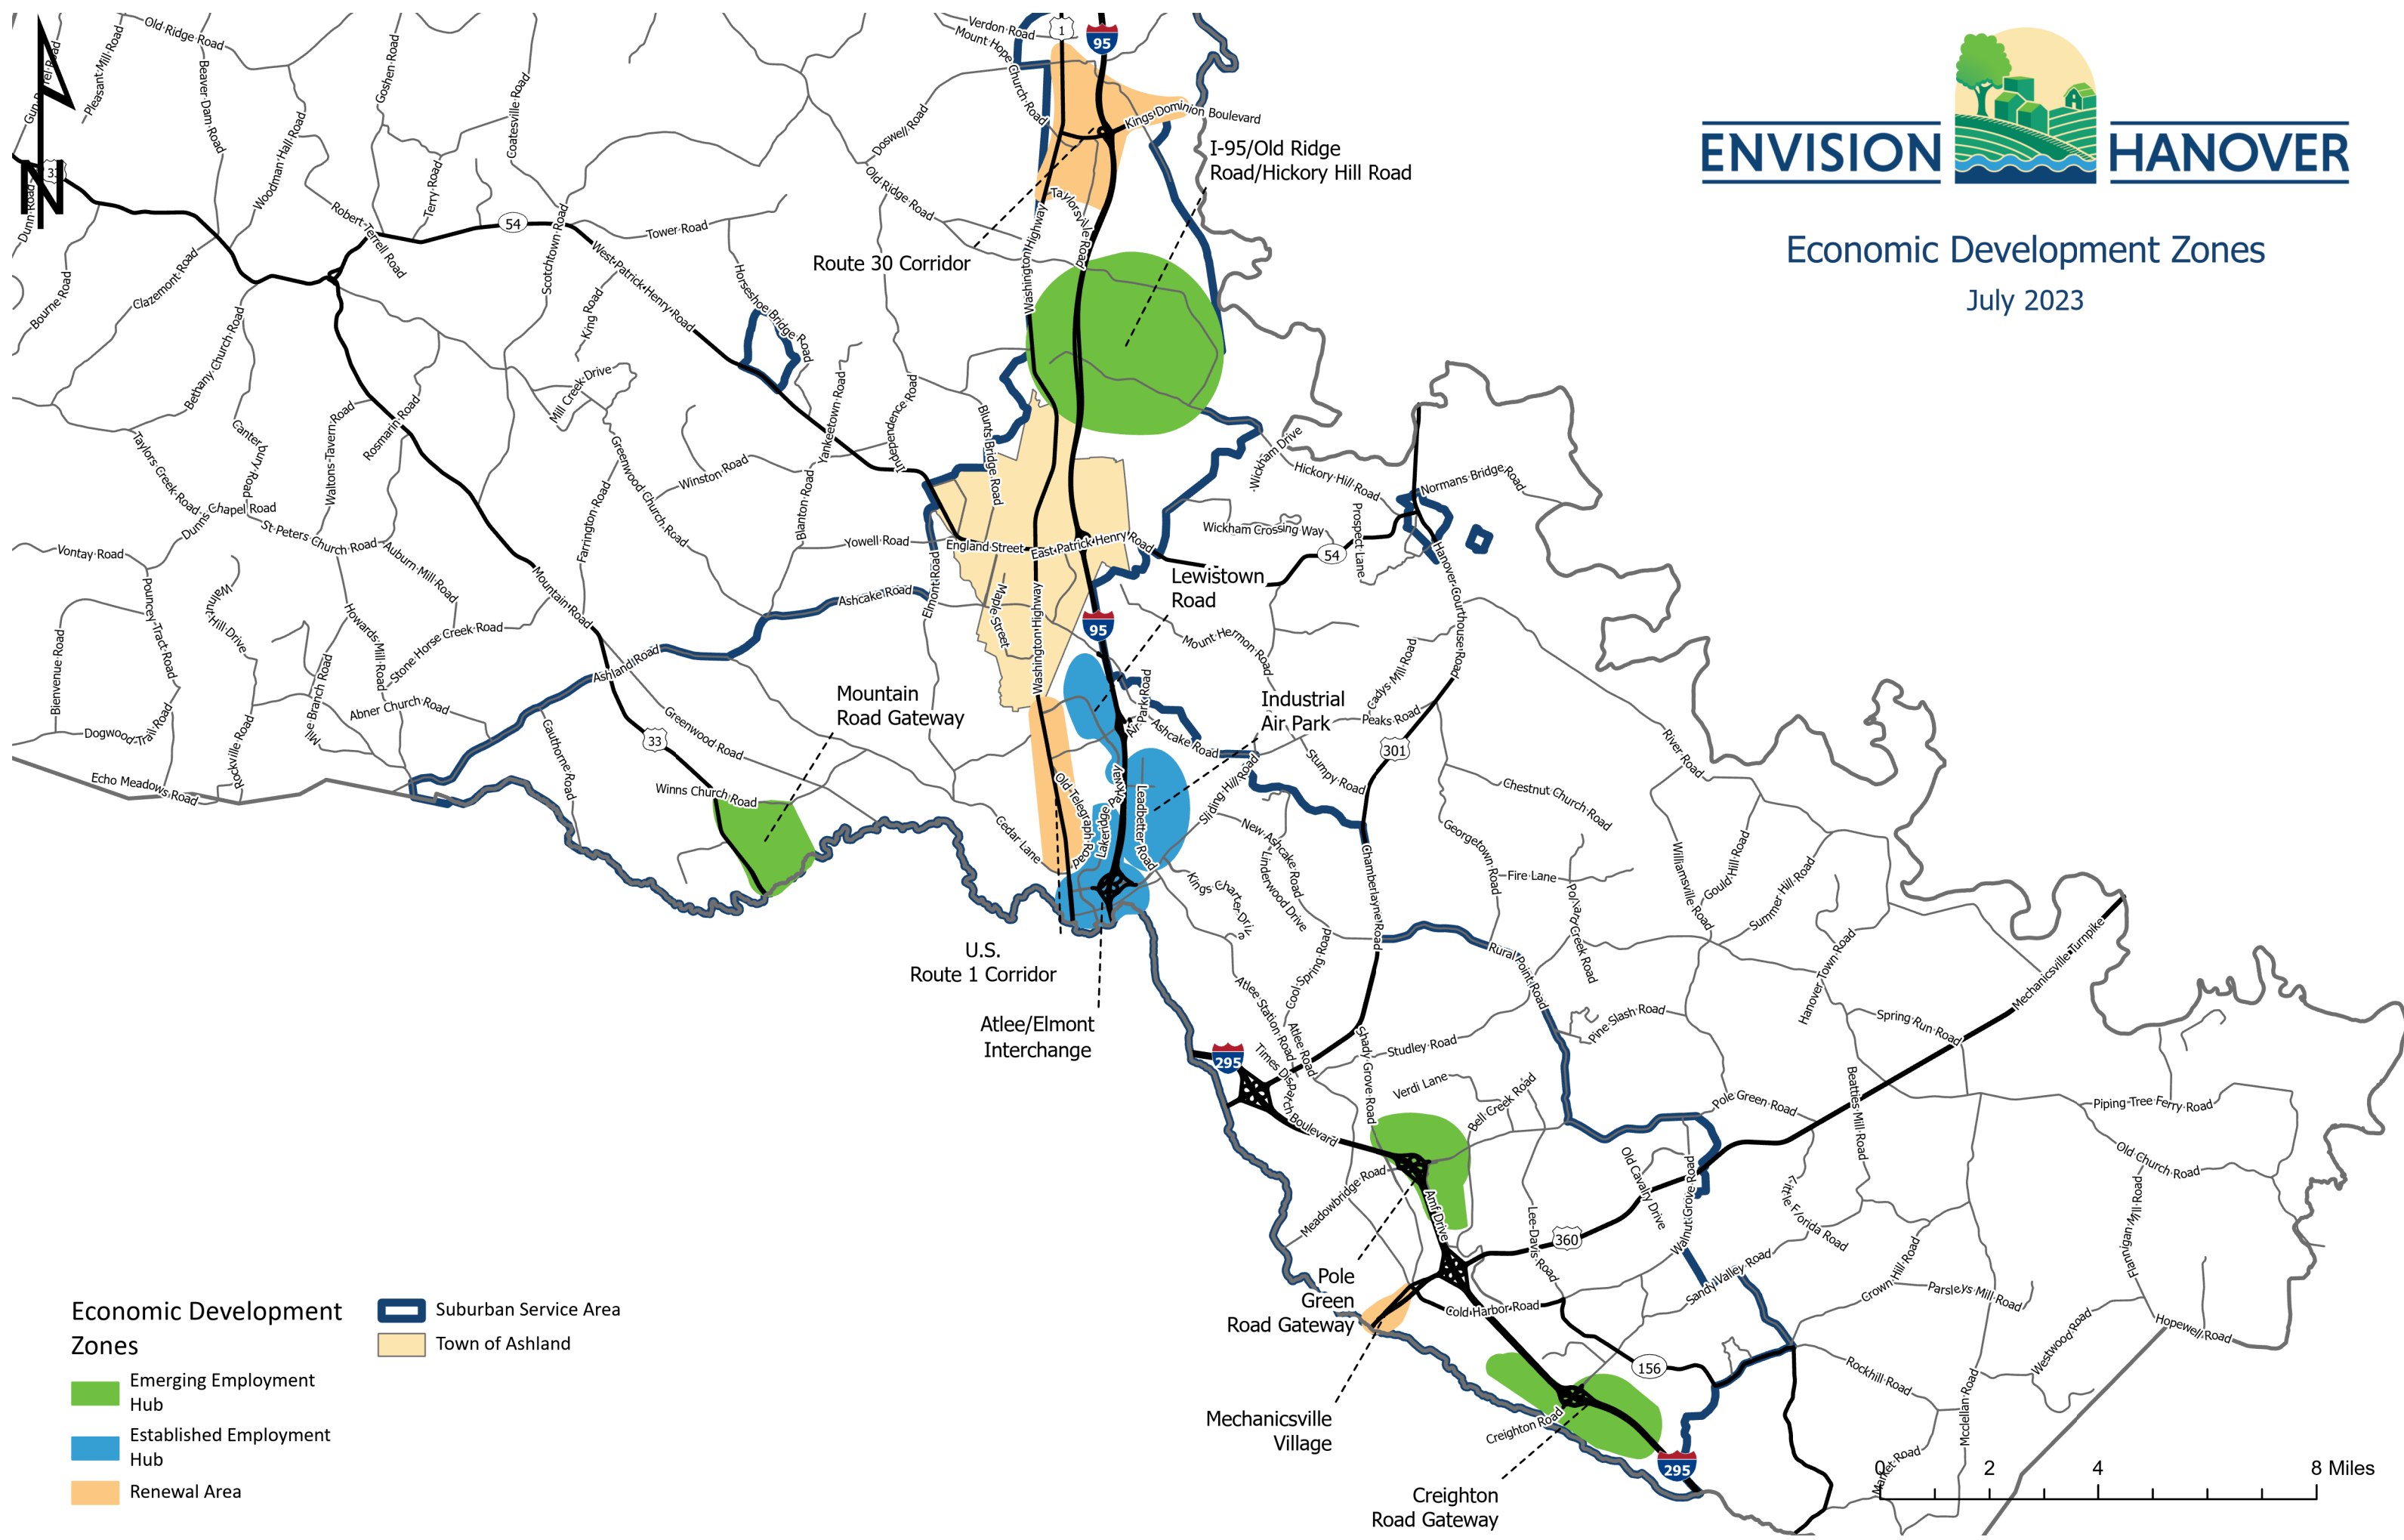 ENVISION HANOVER
Economic Development Zones
July 2023
Verdon Road
Mount Hope Church Road
1
95
Old Ridge Road
Pleasant Mill Road
Beaver Dam Road
Goshen Road
Coatesville Road
Woodman Hall Road
Doswell Road
Kings Dominion Boulevard
I-95/Old Ridge
Road/Hickory Hill Road
N
Dunn Road
Terry Road
Robert Terrell Road
54
Scotchtown Road
Tower Road
Old Ridge Road
Taylorsville Road
Washington Highway
Route 30 Corridor
West Patrick Henry Road
Bourne Road
Clazemont Road
King Road
Horseshoe Bridge Road
Bethany Church Road
Mill Creek Drive
Yankeetown Road
Independence Road
Blunts Bridge Road
Taylors Creek Road
Canterbury Road
Waltons Tavern Road
Rosmarin Road
Greenwood Church Road
Winston Road
Blanton Road
Wickham Drive
Hickory Hill Road
Normans Bridge Road
Dunns Chapel Road
St Peters Church Road
Farrington Road
Yowell Road
England Street
East Patrick Henry Road
Wickham Crossing Way
Prospect Lane
54
Hanover Courthouse Road
Vontay Road
Auburn Mill Road
Mountain Road
Ashcake Road
Elmont Road
Maple Street
Washington Highway
Lewistown
Road
95
Walnut Hill Drive
Pouncey Tract Road
Howards Mill Road
Stone Horse Creek Road
Mount Hermon Road
Cadys Mill Road
Bienvenue Road
Ashland Road
Mile Branch Road
Abner Church Road
Mountain
Road Gateway
Industrial
Air Park
Air Park Road
Ashcake Road
Peaks Road
301
Dogwood Trail Road
Rockville Road
Cauthorne Road
33
Greenwood Road
Stumpy Road
River Road
Echo Meadows Road
Winns Church Road
Old Telegraph Road
Lakeridge Parkway
Leadbetter Road
Sliding Hill Road
Chestnut Church Road
Cedar Lane
New Ashcake Road
Linderwood Drive
Chamberlayne Road
Georgetown Road
Fire Lane
Williamsville Road
Gould Hill Road
Summer Hill Road
Kings Charter Drive
Pollard Creek Road
U.S.
Route 1 Corridor
Cool Spring Road
Rural Point Road
Hanover Town Road
Mechanicsville Turnpike
Atlee/Elmont
Interchange
Atlee Station Road
Atlee Road
295
Times Dispatch Boulevard
Shady Grove Road
Studley Road
Pine Slash Road
Spring Run Road
Verdi Lane
Bell Creek Road
Pole Green Road
Beatties Mill Road
Piping Tree Ferry Road
Old Church Road
Meadowbridge Road
Amf Drive
Lee Davis Road
Old Cavalry Drive
Walnut Grove Road
Little Florida Road
Flannigan Mill Road
360
Pole
Green
Road Gateway
Cold Harbor Road
Sandy Valley Road
Crown Hill Road
Parsleys Mill Road
Hopewell Road
Westwood Road
156
Rockhill Road
Mcclellan Road
Mechanicsville
Village
Creighton Road
295
Market Road
Creighton
Road Gateway
0 2 4 8 Miles
Economic Development
Zones
Emerging Employment
Hub
Established Employment
Hub
Renewal Area
Suburban Service Area
Town of Ashland